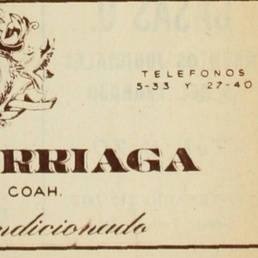 TELEFONOS
5-33 Y 27-40
RRIAGA
COAH.
ndicionado